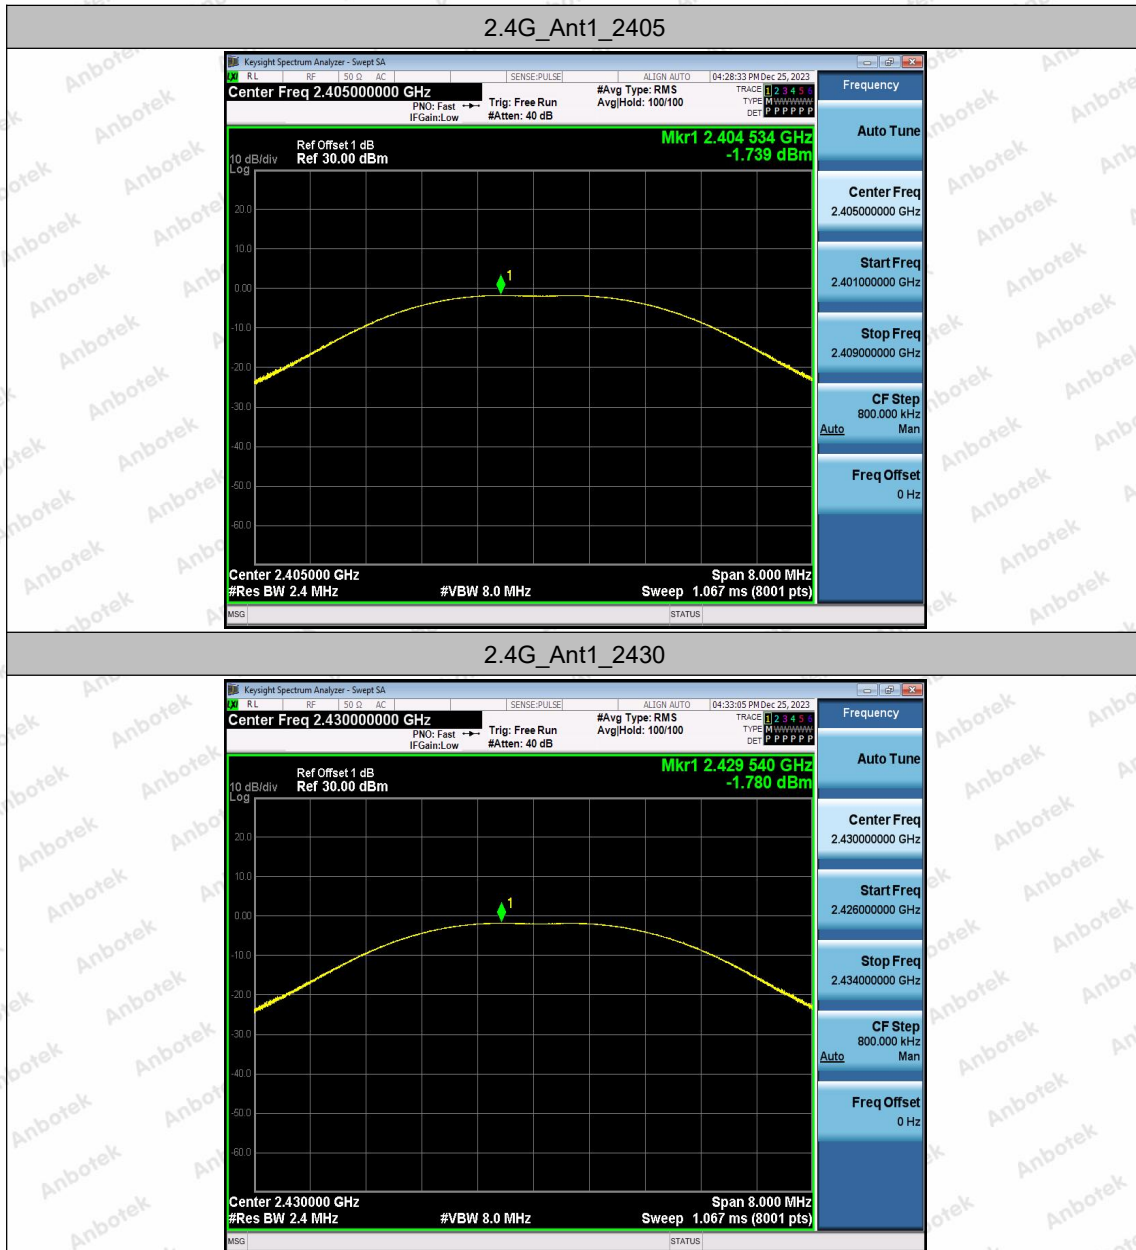 2.4G_Ant1_2405
Keysight Spectrum Analyzer - Swept SA
LXI RL RF 50 Ω AC SENSE:PULSE ALIGN AUTO 04:28:33 PM Dec 25, 2023
Center Freq 2.405000000 GHz
PNO: Fast
IFGain:Low
Trig: Free Run
#Atten: 40 dB
#Avg Type: RMS
Avg|Hold: 100/100
TRACE 1 2 3 4 5 6
TYPE M W W W W W
DET P P P P P P
Ref Offset 1 dB
10 dB/div Ref 30.00 dBm
Log
Mkr1 2.404 534 GHz
-1.739 dBm
20.0
10.0
0.00
-10.0
-20.0
-30.0
-40.0
-50.0
-60.0
1
Center 2.405000 GHz Span 8.000 MHz
#Res BW 2.4 MHz #VBW 8.0 MHz Sweep 1.067 ms (8001 pts)
MSG STATUS
Frequency
Auto Tune
Center Freq
2.405000000 GHz
Start Freq
2.401000000 GHz
Stop Freq
2.409000000 GHz
CF Step
800.000 kHz
Auto Man
Freq Offset
0 Hz
2.4G_Ant1_2430
Keysight Spectrum Analyzer - Swept SA
LXI RL RF 50 Ω AC SENSE:PULSE ALIGN AUTO 04:33:05 PM Dec 25, 2023
Center Freq 2.430000000 GHz
PNO: Fast
IFGain:Low
Trig: Free Run
#Atten: 40 dB
#Avg Type: RMS
Avg|Hold: 100/100
TRACE 1 2 3 4 5 6
TYPE M W W W W W
DET P P P P P P
Ref Offset 1 dB
10 dB/div Ref 30.00 dBm
Log
Mkr1 2.429 540 GHz
-1.780 dBm
20.0
10.0
0.00
-10.0
-20.0
-30.0
-40.0
-50.0
-60.0
1
Center 2.430000 GHz Span 8.000 MHz
#Res BW 2.4 MHz #VBW 8.0 MHz Sweep 1.067 ms (8001 pts)
MSG STATUS
Frequency
Auto Tune
Center Freq
2.430000000 GHz
Start Freq
2.426000000 GHz
Stop Freq
2.434000000 GHz
CF Step
800.000 kHz
Auto Man
Freq Offset
0 Hz
Anbotek